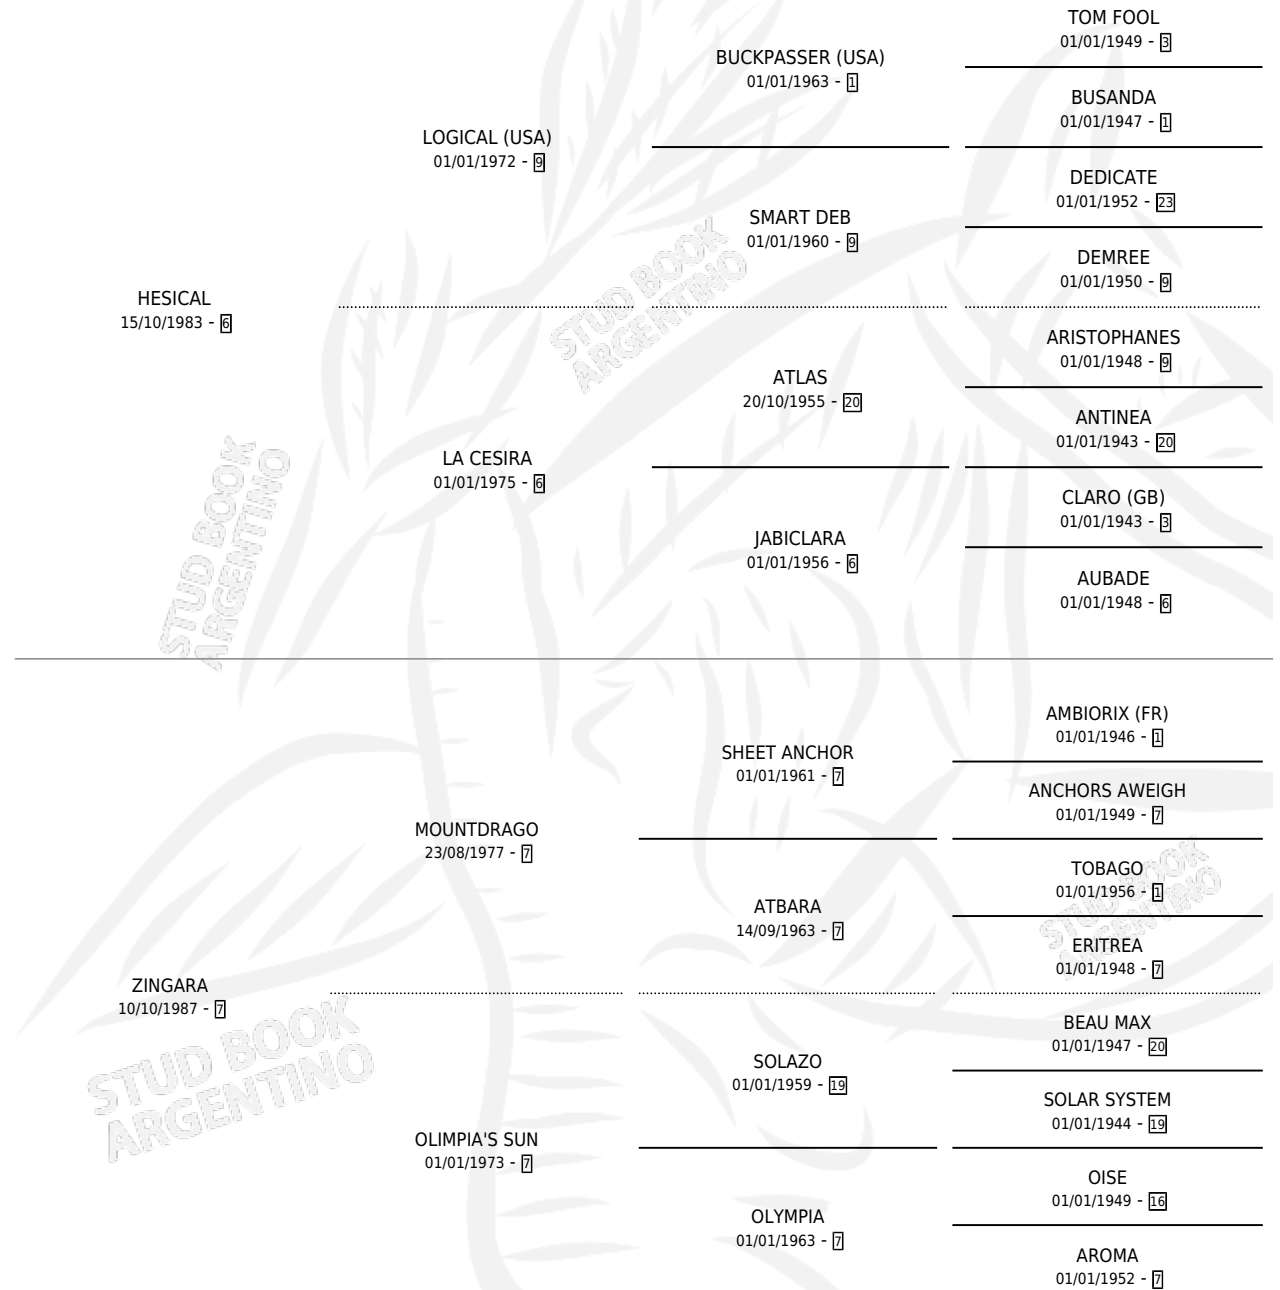 TOM FOOL
01/01/1949 - 3
BUCKPASSER (USA)
01/01/1963 - 1
BUSANDA
01/01/1947 - 1
LOGICAL (USA)
01/01/1972 - 9
DEDICATE
01/01/1952 - 23
SMART DEB
01/01/1960 - 9
DEMREE
01/01/1950 - 9
HESICAL
15/10/1983 - 6
ARISTOPHANES
01/01/1948 - 9
ATLAS
20/10/1955 - 20
ANTINEA
01/01/1943 - 20
LA CESIRA
01/01/1975 - 6
CLARO (GB)
01/01/1943 - 3
JABICLARA
01/01/1956 - 6
AUBADE
01/01/1948 - 6
STUD BOOK
ARGENTINO
STUD BOOK
ARGENTINO
AMBIORIX (FR)
01/01/1946 - 1
SHEET ANCHOR
01/01/1961 - 7
ANCHORS AWEIGH
01/01/1949 - 7
MOUNTDRAGO
23/08/1977 - 7
TOBAGO
01/01/1956 - 1
ATBARA
14/09/1963 - 7
ERITREA
01/01/1948 - 7
ZINGARA
10/10/1987 - 7
BEAU MAX
01/01/1947 - 20
SOLAZO
01/01/1959 - 19
SOLAR SYSTEM
01/01/1944 - 19
OLIMPIA'S SUN
01/01/1973 - 7
OISE
01/01/1949 - 16
OLYMPIA
01/01/1963 - 7
AROMA
01/01/1952 - 7
STUD BOOK
ARGENTINO
STUD BOOK
ARGENTINO